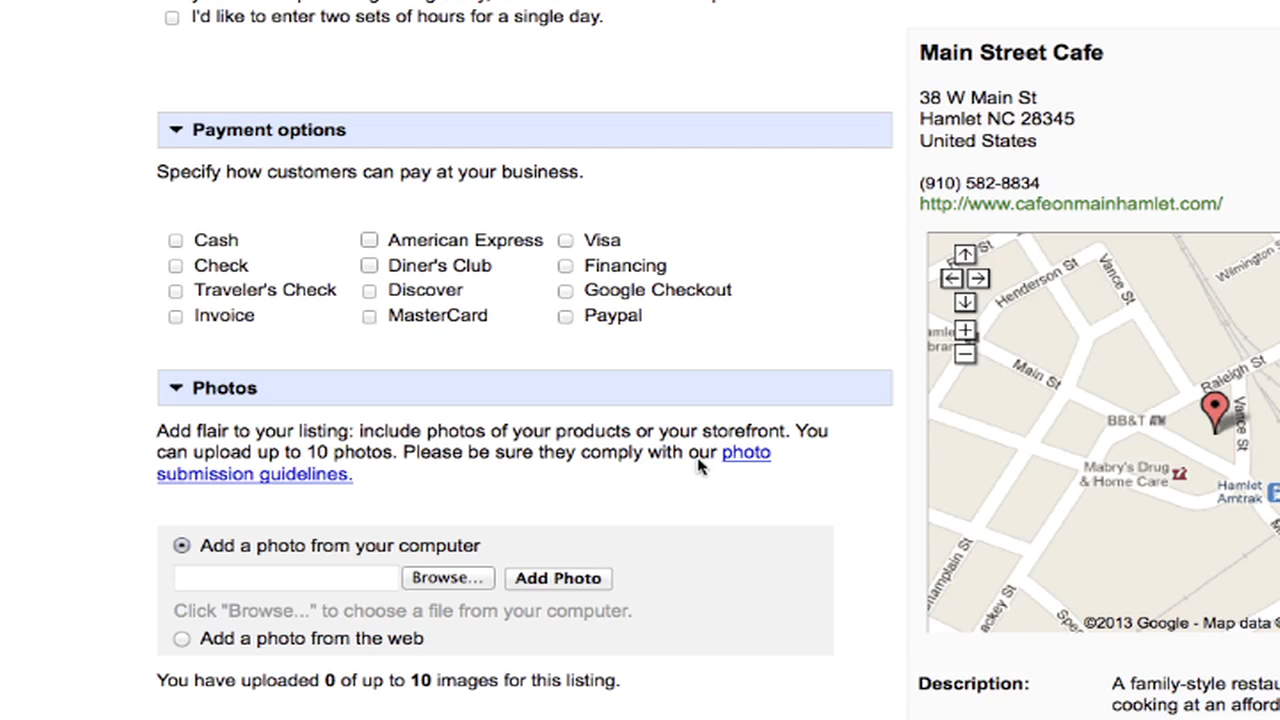 I'd like to enter two sets of hours for a single day.
Payment options
Specify how customers can pay at your business.
Cash
American Express
Visa
Check
Diner's Club
Financing
Traveler's Check
Discover
Google Checkout
Invoice
MasterCard
Paypal
Photos
Add flair to your listing: include photos of your products or your storefront. You
can upload up to 10 photos. Please be sure they comply with our photo
submission guidelines.
Add a photo from your computer
Browse...
Add Photo
Click "Browse..." to choose a file from your computer.
Add a photo from the web
You have uploaded 0 of up to 10 images for this listing.
Main Street Cafe
38 W Main St
Hamlet NC 28345
United States
(910) 582-8834
http://www.cafeonmainhamlet.com/
St
Henderson St
Vance St
Wilmington
Main St
Raleigh St
BB&T ATM
Vance St
Mabry's Drug
& Home Care
Hamlet
Amtrak
©2013 Google - Map data ©
Description:
A family-style restau
cooking at an afford